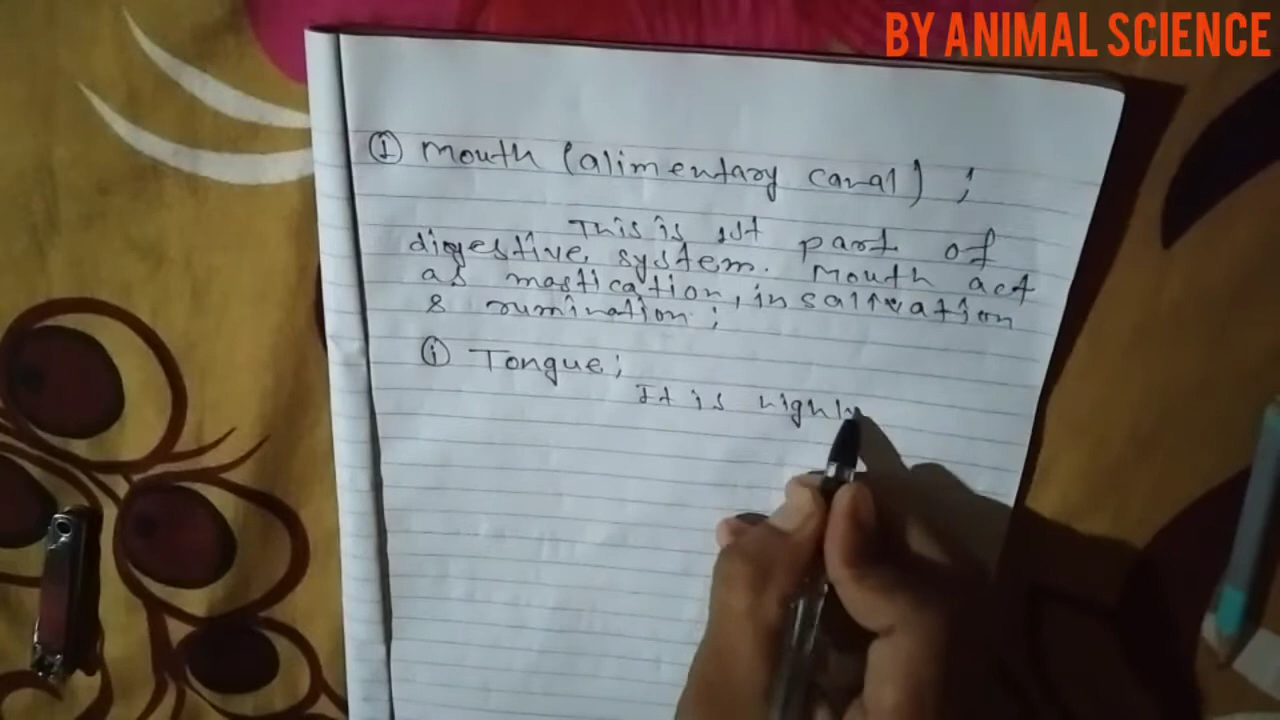 BY ANIMAL SCIENCE
① Mouth (alimentary canal) ;
This is 1st part of
digestive system. Mouth act
as mastication, insalivation
& rumination ;
(i) Tongue ;
It is highly